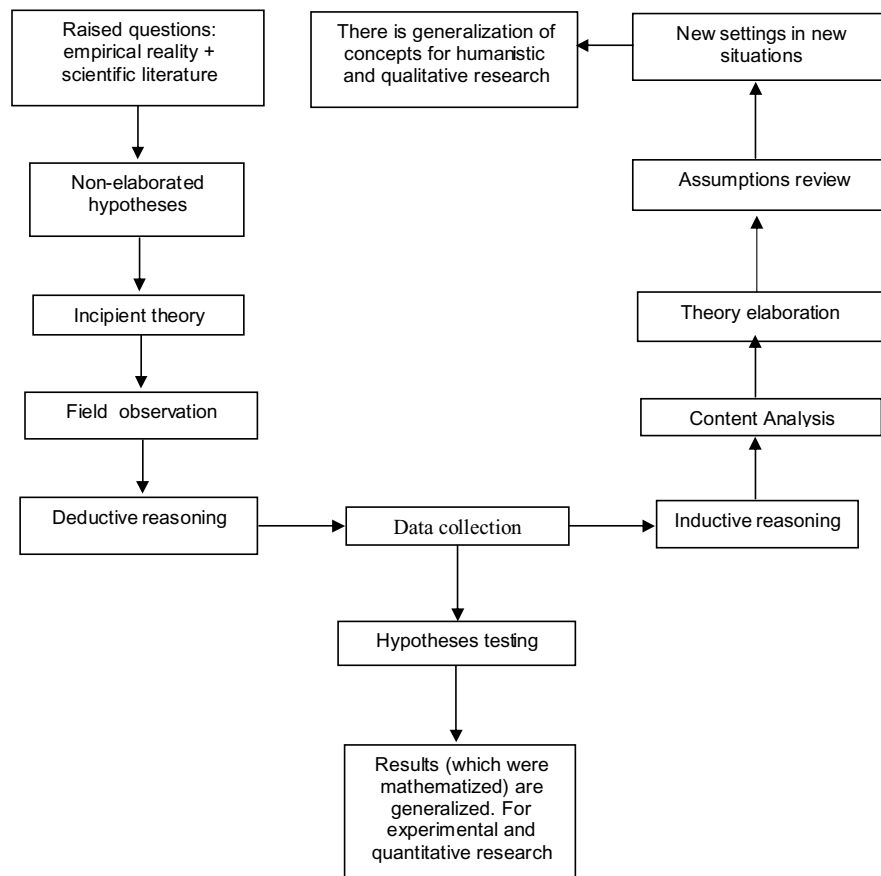 Raised questions:
empirical reality +
scientific literature
Non-elaborated
hypotheses
Incipient theory
Field observation
Deductive reasoning
Data collection
Hypotheses testing
Results (which were
mathematized) are
generalized. For
experimental and
quantitative research
Inductive reasoning
Content Analysis
Theory elaboration
Assumptions review
New settings in new
situations
There is generalization of
concepts for humanistic
and qualitative research